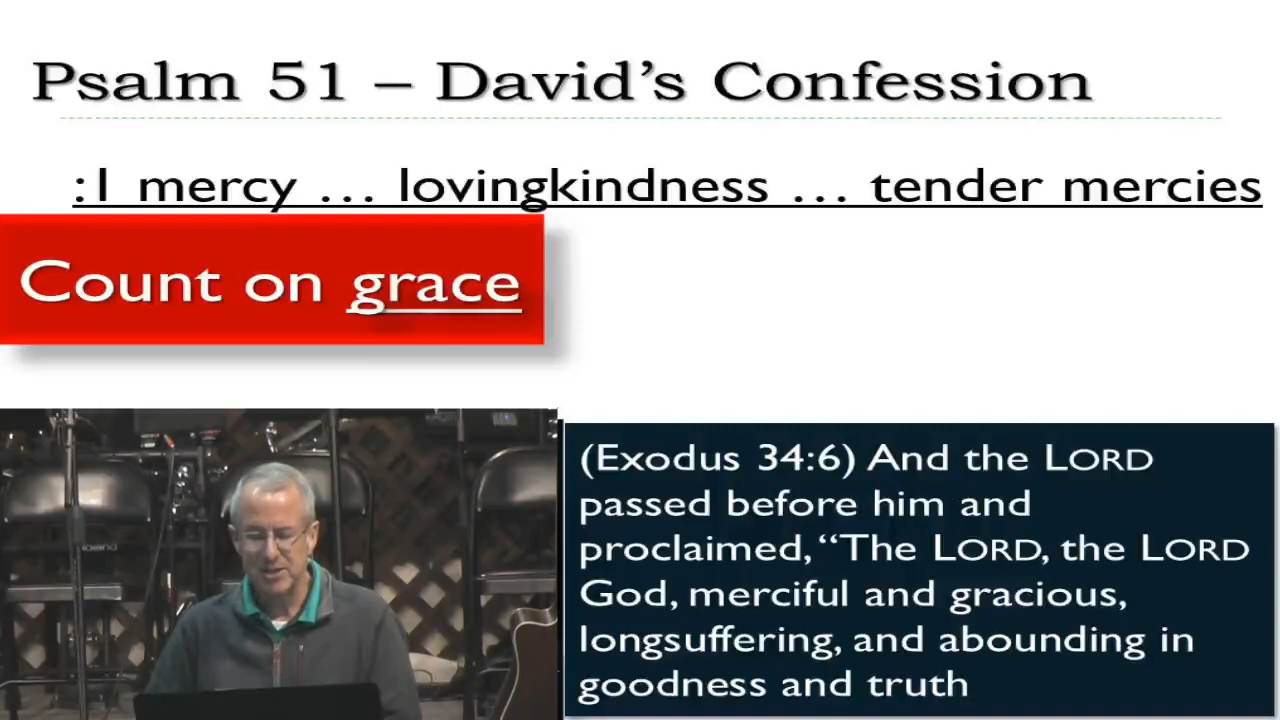 Psalm 51 – David's Confession
:1 mercy … lovingkindness … tender mercies
Count on grace
(Exodus 34:6) And the LORD
passed before him and
proclaimed, “The LORD, the LORD
God, merciful and gracious,
longsuffering, and abounding in
goodness and truth